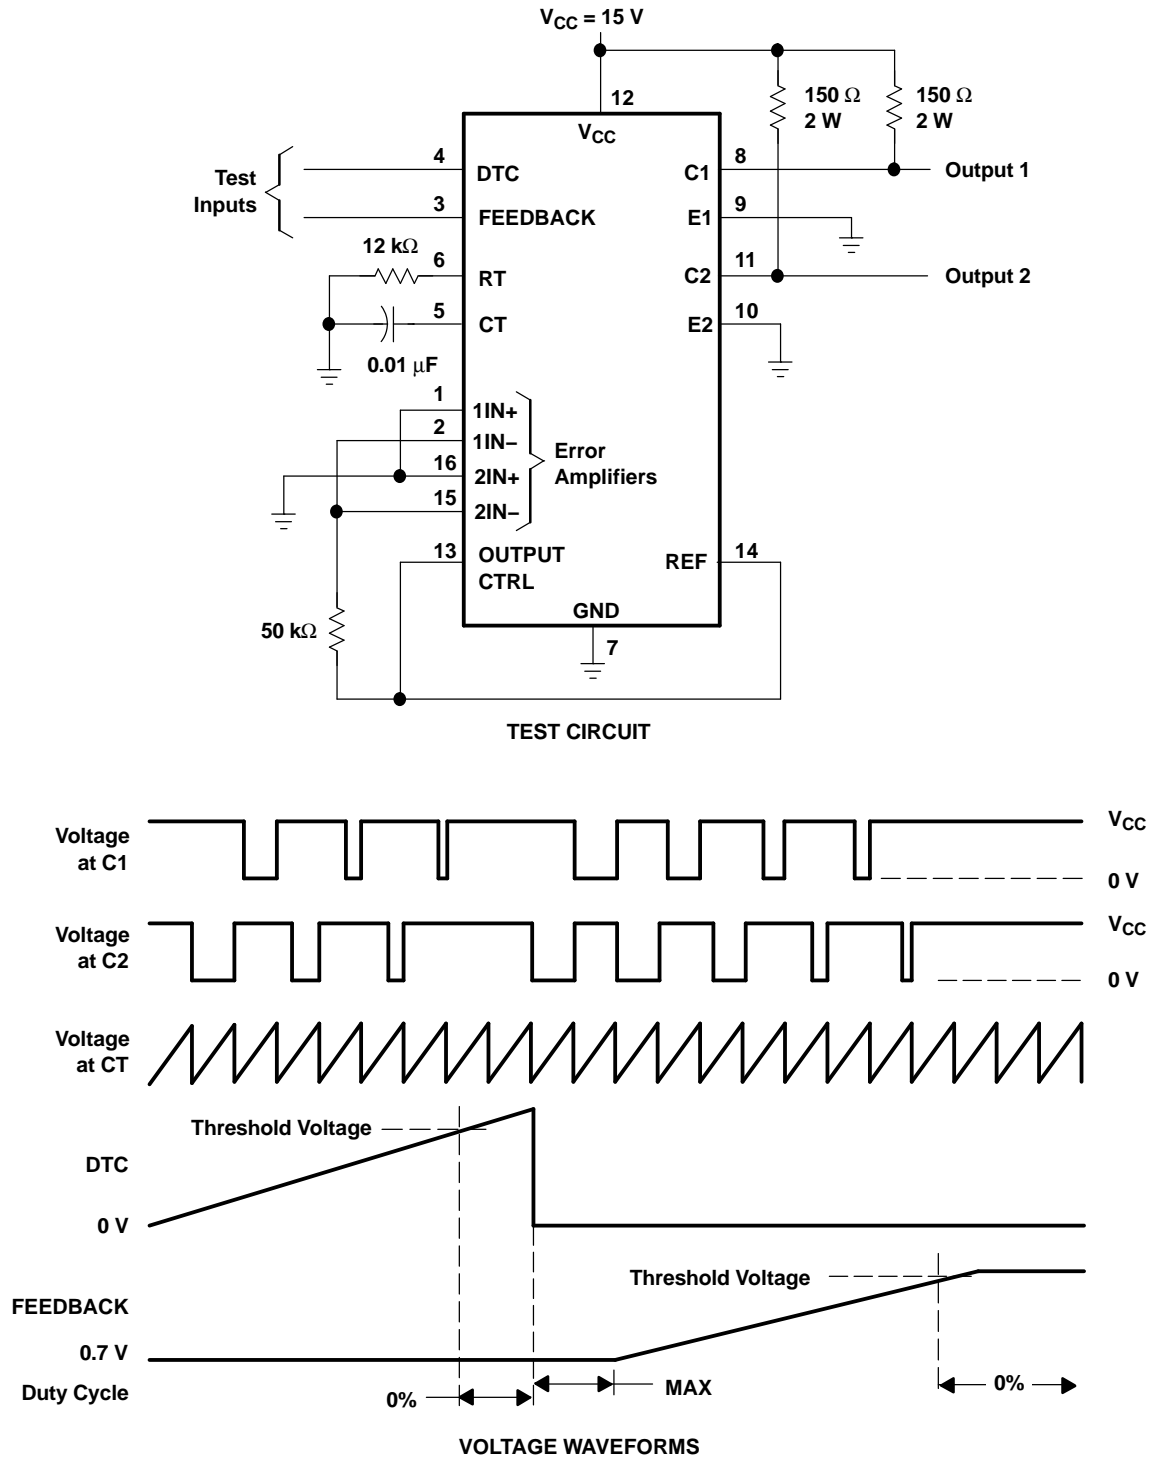 VCC = 15 V
12
150 Ω
2 W
150 Ω
2 W
VCC
4
DTC
C1
8
Output 1
Test
Inputs
3
FEEDBACK
E1
9
12 kΩ
6
RT
C2
11
Output 2
5
CT
E2
10
0.01 μF
1
1IN+
2
1IN−
Error
Amplifiers
16
2IN+
15
2IN−
13
OUTPUT
CTRL
REF
14
GND
50 kΩ
7
TEST CIRCUIT
Voltage
at C1
VCC
0 V
Voltage
at C2
VCC
0 V
Voltage
at CT
Threshold Voltage
DTC
0 V
Threshold Voltage
FEEDBACK
0.7 V
Duty Cycle
0%
MAX
0%
VOLTAGE WAVEFORMS